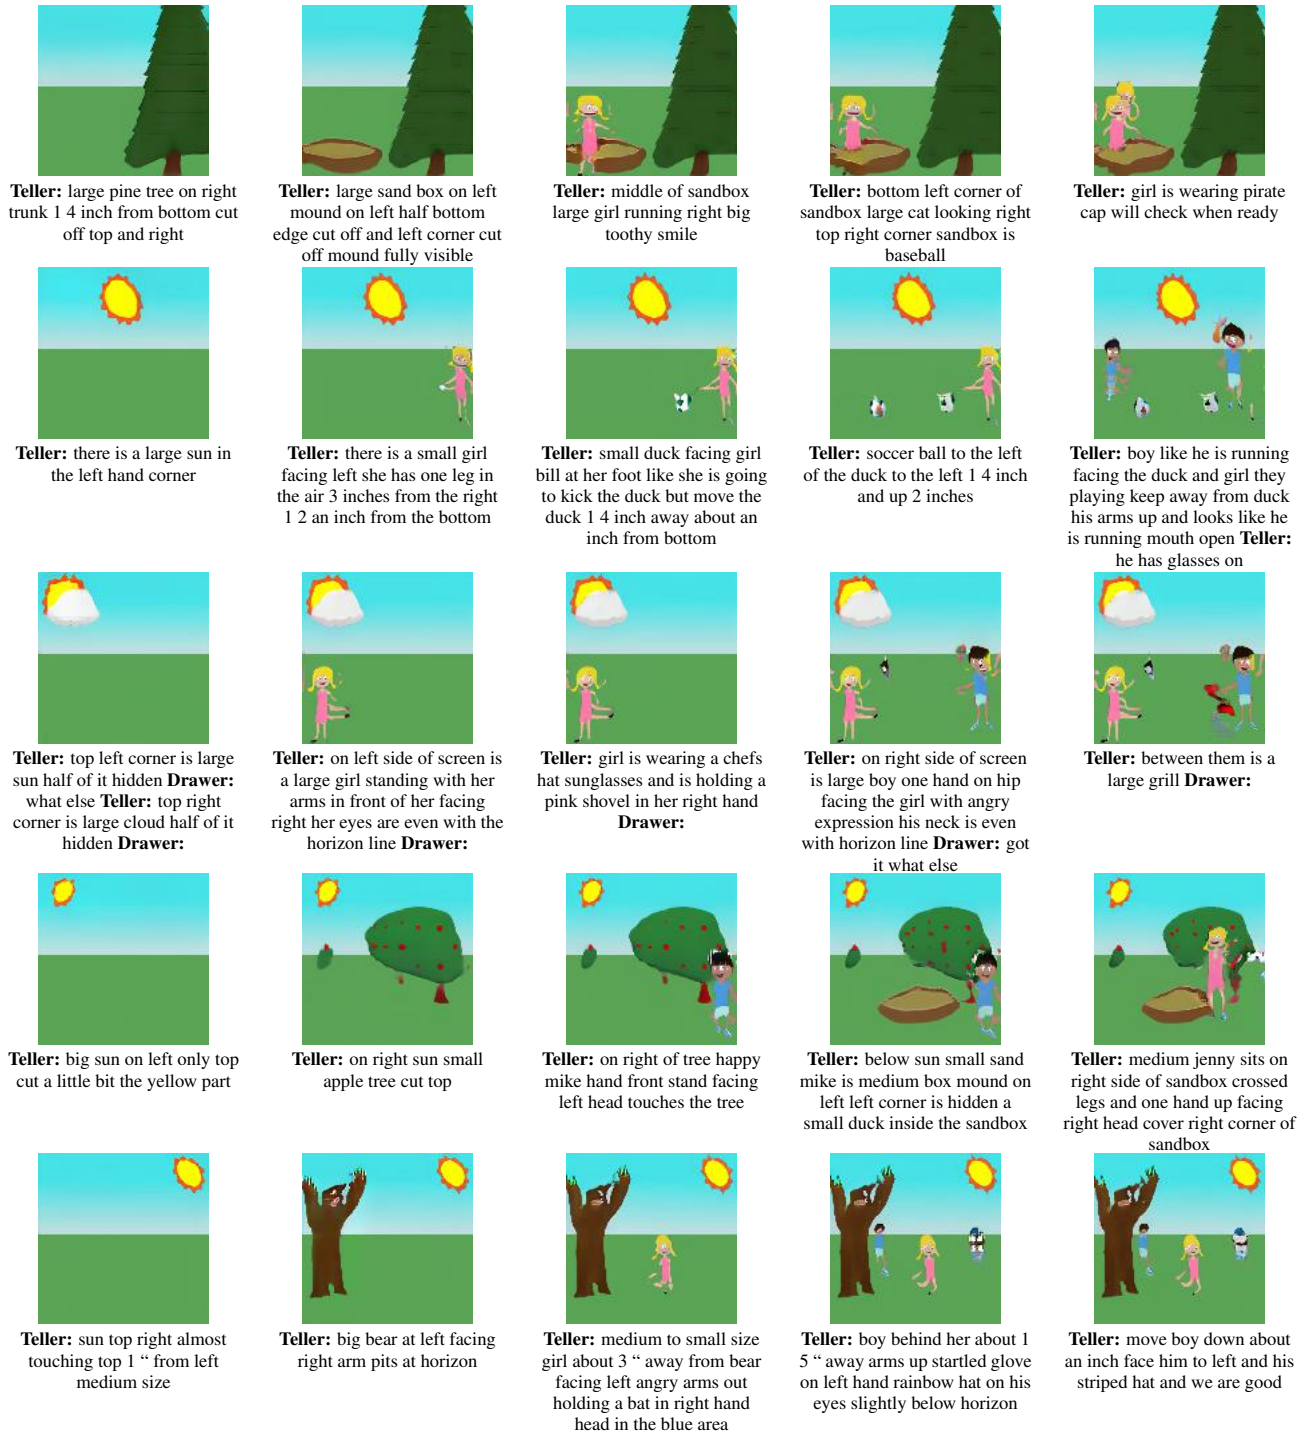 Teller: large pine tree on right
trunk 1 4 inch from bottom cut
off top and right
Teller: large sand box on left
mound on left half bottom
edge cut off and left corner cut
off mound fully visible
Teller: middle of sandbox
large girl running right big
toothy smile
Teller: bottom left corner of
sandbox large cat looking right
top right corner sandbox is
baseball
Teller: girl is wearing pirate
cap will check when ready
Teller: there is a large sun in
the left hand corner
Teller: there is a small girl
facing left she has one leg in
the air 3 inches from the right
1 2 an inch from the bottom
Teller: small duck facing girl
bill at her foot like she is going
to kick the duck but move the
duck 1 4 inch away about an
inch from bottom
Teller: soccer ball to the left
of the duck to the left 1 4 inch
and up 2 inches
Teller: boy like he is running
facing the duck and girl they
playing keep away from duck
his arms up and looks like he
is running mouth open Teller:
he has glasses on
Teller: top left corner is large
sun half of it hidden Drawer:
what else Teller: top right
corner is large cloud half of it
hidden Drawer:
Teller: on left side of screen is
a large girl standing with her
arms in front of her facing
right her eyes are even with the
horizon line Drawer:
Teller: girl is wearing a chefs
hat sunglasses and is holding a
pink shovel in her right hand
Drawer:
Teller: on right side of screen
is large boy one hand on hip
facing the girl with angry
expression his neck is even
with horizon line Drawer: got
it what else
Teller: between them is a
large grill Drawer:
Teller: big sun on left only top
cut a little bit the yellow part
Teller: on right sun small
apple tree cut top
Teller: on right of tree happy
mike hand front stand facing
left head touches the tree
Teller: below sun small sand
mike is medium box mound on
left left corner is hidden a
small duck inside the sandbox
Teller: medium jenny sits on
right side of sandbox crossed
legs and one hand up facing
right head cover right corner of
sandbox
Teller: sun top right almost
touching top 1 “ from left
medium size
Teller: big bear at left facing
right arm pits at horizon
Teller: medium to small size
girl about 3 “ away from bear
facing left angry arms out
holding a bat in right hand
head in the blue area
Teller: boy behind her about 1
5 “ away arms up startled glove
on left hand rainbow hat on his
eyes slightly below horizon
Teller: move boy down about
an inch face him to left and his
striped hat and we are good